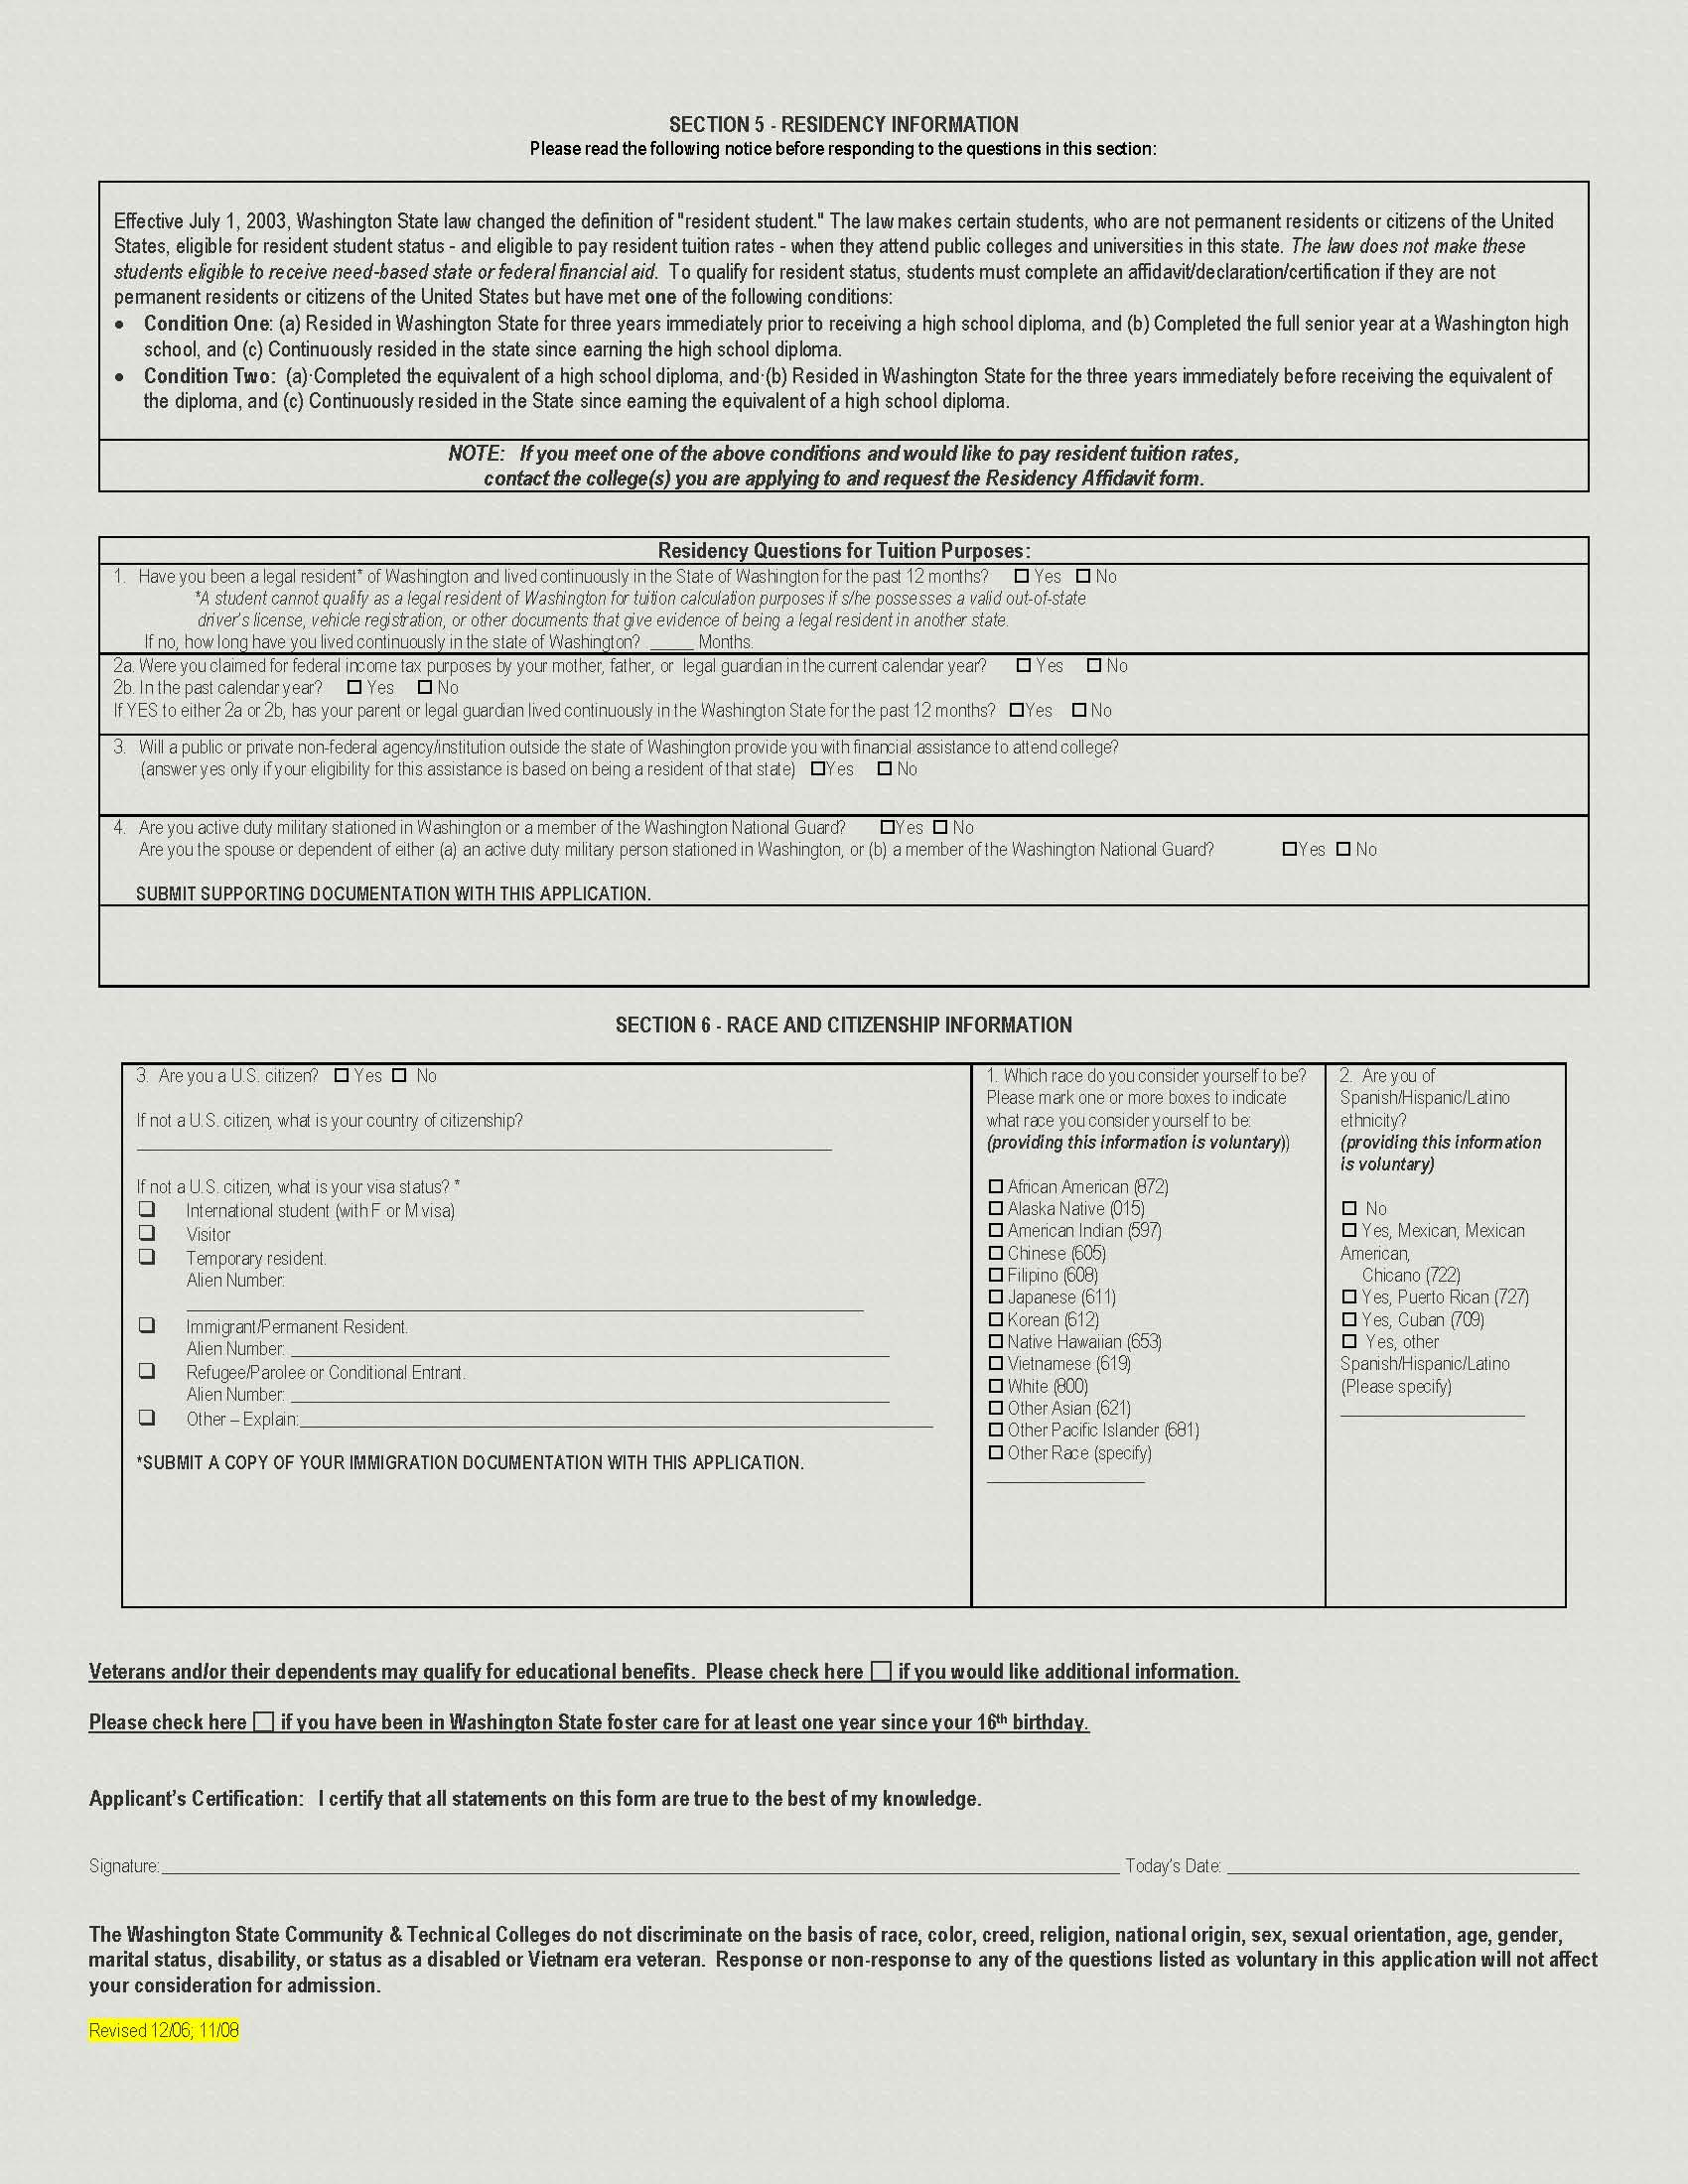 SECTION 5 - RESIDENCY INFORMATION
Please read the following notice before responding to the questions in this section:
Effective July 1, 2003, Washington State law changed the definition of "resident student." The law makes certain students, who are not permanent residents or citizens of the United
States, eligible for resident student status - and eligible to pay resident tuition rates - when they attend public colleges and universities in this state. The law does not make these
students eligible to receive need-based state or federal financial aid. To qualify for resident status, students must complete an affidavit/declaration/certification if they are not
permanent residents or citizens of the United States but have met one of the following conditions:
• Condition One: (a) Resided in Washington State for three years immediately prior to receiving a high school diploma, and (b) Completed the full senior year at a Washington high
school, and (c) Continuously resided in the state since earning the high school diploma.
• Condition Two: (a)·Completed the equivalent of a high school diploma, and·(b) Resided in Washington State for the three years immediately before receiving the equivalent of
the diploma, and (c) Continuously resided in the State since earning the equivalent of a high school diploma.
NOTE: If you meet one of the above conditions and would like to pay resident tuition rates,
contact the college(s) you are applying to and request the Residency Affidavit form.
Residency Questions for Tuition Purposes:
1. Have you been a legal resident* of Washington and lived continuously in the State of Washington for the past 12 months? ☐ Yes ☐ No
*A student cannot qualify as a legal resident of Washington for tuition calculation purposes if s/he possesses a valid out-of-state
driver's license, vehicle registration, or other documents that give evidence of being a legal resident in another state.
If no, how long have you lived continuously in the state of Washington? _____ Months.
2a. Were you claimed for federal income tax purposes by your mother, father, or legal guardian in the current calendar year? ☐ Yes ☐ No
2b. In the past calendar year? ☐ Yes ☐ No
If YES to either 2a or 2b, has your parent or legal guardian lived continuously in the Washington State for the past 12 months? ☐Yes ☐ No
3. Will a public or private non-federal agency/institution outside the state of Washington provide you with financial assistance to attend college?
(answer yes only if your eligibility for this assistance is based on being a resident of that state) ☐Yes ☐ No
4. Are you active duty military stationed in Washington or a member of the Washington National Guard? ☐Yes ☐ No
Are you the spouse or dependent of either (a) an active duty military person stationed in Washington, or (b) a member of the Washington National Guard? ☐Yes ☐ No
SUBMIT SUPPORTING DOCUMENTATION WITH THIS APPLICATION.
SECTION 6 - RACE AND CITIZENSHIP INFORMATION
3. Are you a U.S. citizen? ☐ Yes ☐ No
If not a U.S. citizen, what is your country of citizenship?
If not a U.S. citizen, what is your visa status? *
❑ International student (with F or M visa)
❑ Visitor
❑ Temporary resident.
Alien Number:
❑ Immigrant/Permanent Resident.
Alien Number:
❑ Refugee/Parolee or Conditional Entrant.
Alien Number:
❑ Other – Explain:
*SUBMIT A COPY OF YOUR IMMIGRATION DOCUMENTATION WITH THIS APPLICATION.
1. Which race do you consider yourself to be?
Please mark one or more boxes to indicate
what race you consider yourself to be:
(providing this information is voluntary))
☐ African American (872)
☐ Alaska Native (015)
☐ American Indian (597)
☐ Chinese (605)
☐ Filipino (608)
☐ Japanese (611)
☐ Korean (612)
☐ Native Hawaiian (653)
☐ Vietnamese (619)
☐ White (800)
☐ Other Asian (621)
☐ Other Pacific Islander (681)
☐ Other Race (specify)
2. Are you of
Spanish/Hispanic/Latino
ethnicity?
(providing this information
is voluntary)
☐ No
☐ Yes, Mexican, Mexican
American,
Chicano (722)
☐ Yes, Puerto Rican (727)
☐ Yes, Cuban (709)
☐ Yes, other
Spanish/Hispanic/Latino
(Please specify)
Veterans and/or their dependents may qualify for educational benefits. Please check here ☐ if you would like additional information.
Please check here ☐ if you have been in Washington State foster care for at least one year since your 16th birthday.
Applicant's Certification: I certify that all statements on this form are true to the best of my knowledge.
Signature: Today's Date:
The Washington State Community & Technical Colleges do not discriminate on the basis of race, color, creed, religion, national origin, sex, sexual orientation, age, gender,
marital status, disability, or status as a disabled or Vietnam era veteran. Response or non-response to any of the questions listed as voluntary in this application will not affect
your consideration for admission.
Revised 12/06; 11/08